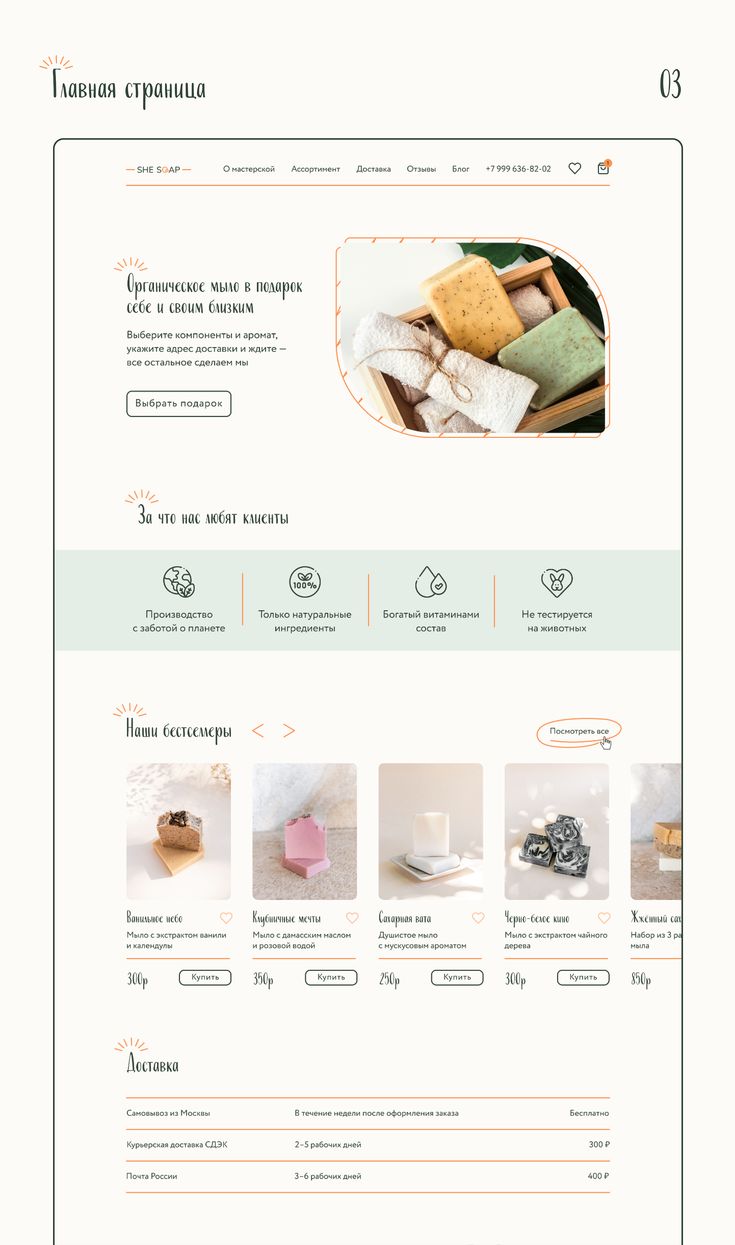 Главная страница
03
SHE SOAP
О мастерской
Ассортимент
Доставка
Отзывы
Блог
+7 999 636-82-02
1
Органическое мыло в подарок
себе и своим близким
Выберите компоненты и аромат,
укажите адрес доставки и ждите —
все остальное сделаем мы
Выбрать подарок
За что нас любят клиенты
100%
Производство
с заботой о планете
Только натуральные
ингредиенты
Богатый витаминами
состав
Не тестируется
на животных
Наши бестселлеры
Посмотреть все
Ванильное небо
Мыло с экстрактом ванили
и календулы
300р
Купить
Клубничные мечты
Мыло с дамасским маслом
и розовой водой
350р
Купить
Сахарная вата
Душистое мыло
с мускусовым ароматом
250р
Купить
Черно-белое кино
Мыло с экстрактом чайного
дерева
300р
Купить
Жжённый сах
Набор из 3 ра
мыла
850р
Доставка
Самовывоз из Москвы
В течение недели после оформления заказа
Бесплатно
Курьерская доставка СДЭК
2–5 рабочих дней
300 ₽
Почта России
3–6 рабочих дней
400 ₽